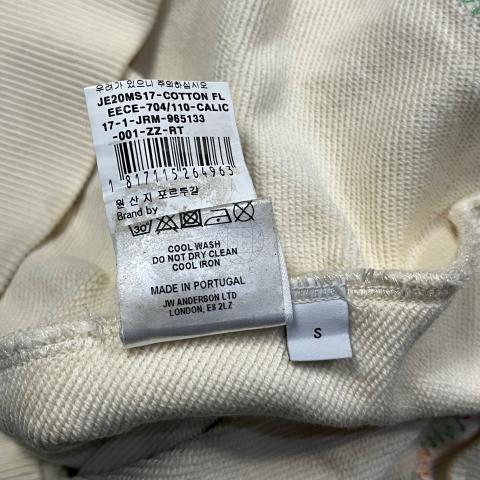 우려가 있으니 주의하십시오
JE20MS17-COTTON FL
EECE-704/110-CALIC
17-1-JRM-965133
-001-ZZ-RT
1 817115 264963
원 산 지 포르투갈
Brand by
30
COOL WASH
DO NOT DRY CLEAN
COOL IRON
MADE IN PORTUGAL
JW ANDERSON LTD
LONDON, E8 2LZ
S